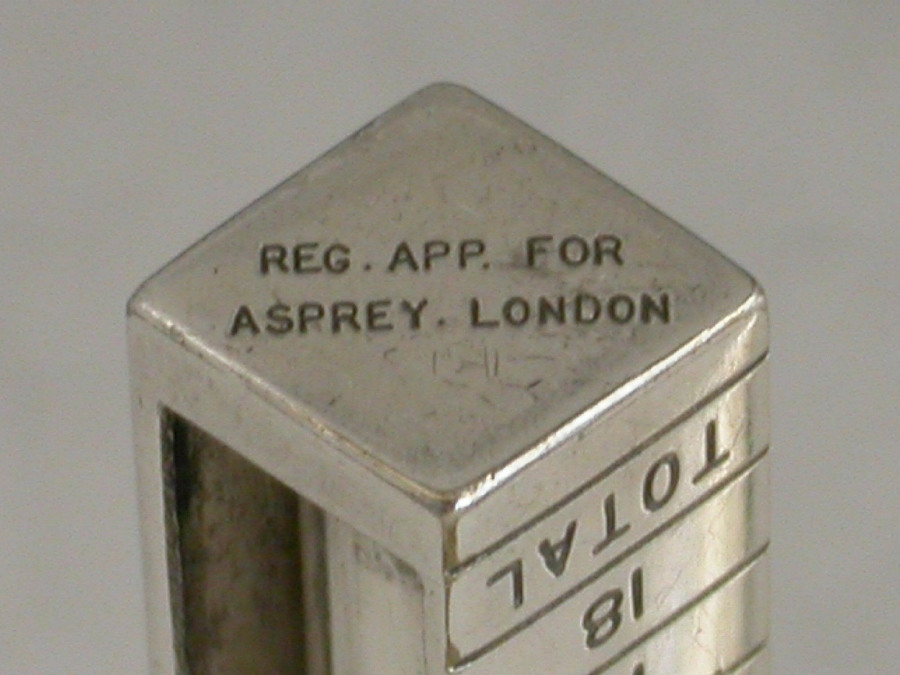 REG. APP. FOR
ASPREY. LONDON
TOTAL
18